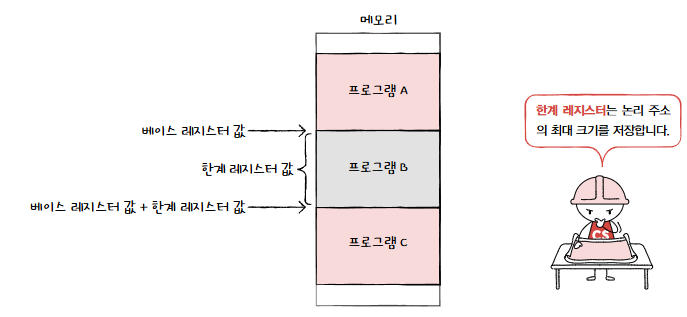 메모리
프로그램 A
베이스 레지스터 값
한계 레지스터 값
프로그램 B
베이스 레지스터 값 + 한계 레지스터 값
프로그램 C
한계 레지스터는 논리 주소
의 최대 크기를 저장합니다.
CS